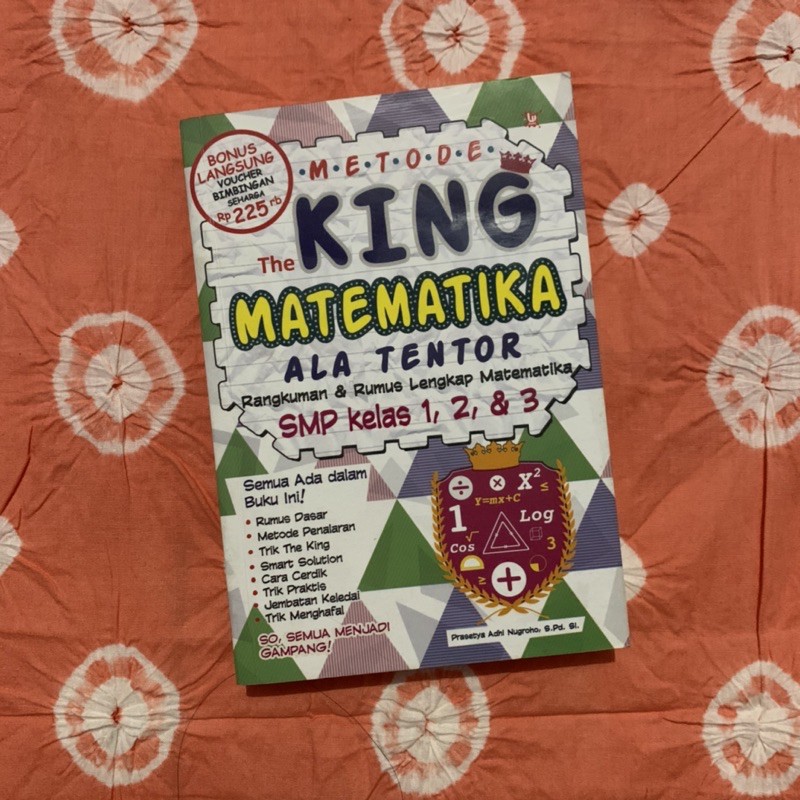 BONUS
LANGSUNG
VOUCHER
BIMBINGAN
SEHARGA
Rp 225 rb
M•E•T•O•D•E
The KING
MATEMATIKA
ALA TENTOR
Rangkuman & Rumus Lengkap Matematika
SMP kelas 1, 2, & 3
Semua Ada dalam
Buku Ini!
• Rumus Dasar
• Metode Penalaran
• Trik The King
• Smart Solution
• Cara Cerdik
• Trik Praktis
• Jembatan Keledai
• Trik Menghafal
SO, SEMUA MENJADI
GAMPANG!
÷ × X² ≤
Y=mx+C
1 Log
√
Cos 3
≥ +
Prasetya Adhi Nugroho, S.Pd. Si.